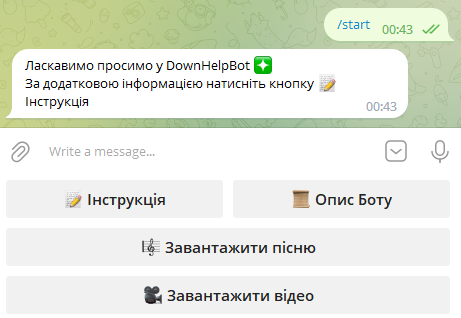 /start 00:43
Ласкавимо просимо у DownHelpBot ❇️
За додатковою інформацією натисніть кнопку 📝
Інструкція
00:43
Write a message...
📝 Інструкція
📜 Опис Боту
🎼 Завантажити пісню
🎥 Завантажити відео